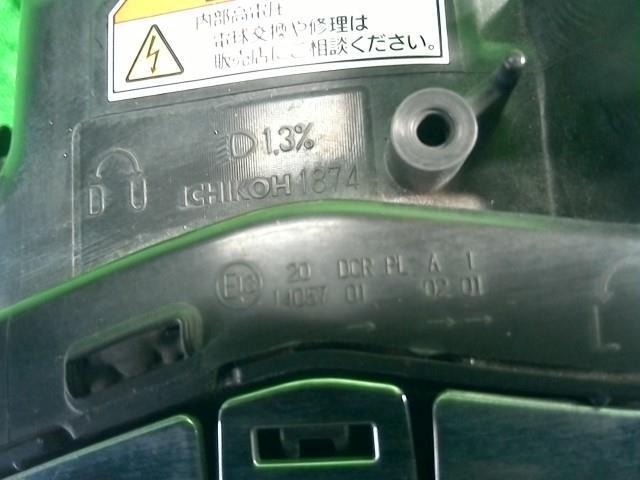 内部高電圧
電球交換や修理は
販売店にご相談ください。
1.3%
D U
ICHIKOH 1874
20 DCR PL A 1
14057 01 02 01
L